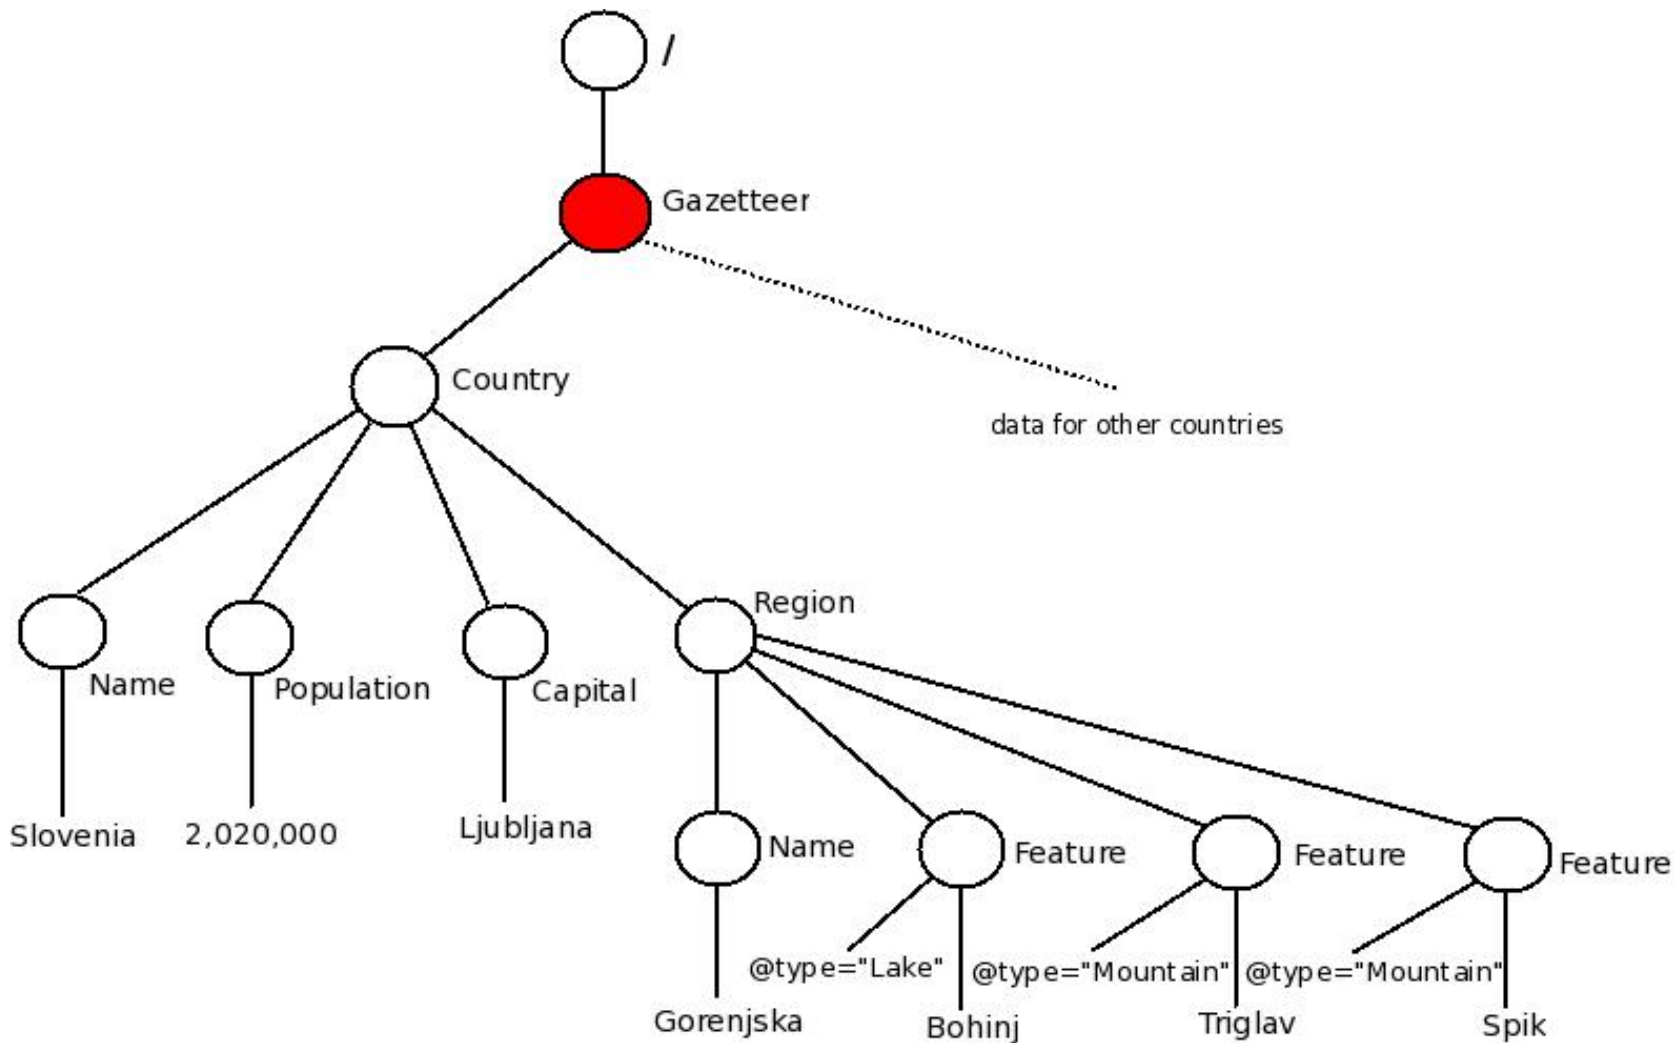 /
Gazetteer
Country
data for other countries
Region
Name
Population
Capital
Slovenia
2,020,000
Ljubljana
Name
Feature
Feature
Feature
@type="Lake"
@type="Mountain"
@type="Mountain"
Gorenjska
Bohinj
Triglav
Spik